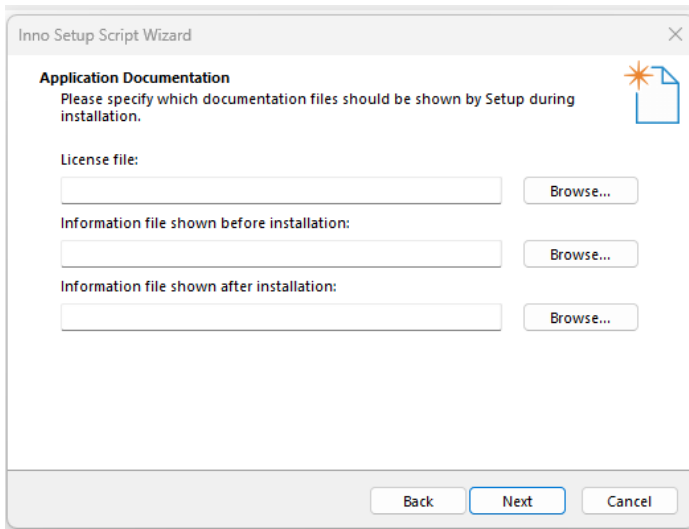 Inno Setup Script Wizard
Application Documentation
Please specify which documentation files should be shown by Setup during
installation.
License file:
Browse...
Information file shown before installation:
Browse...
Information file shown after installation:
Browse...
Back
Next
Cancel